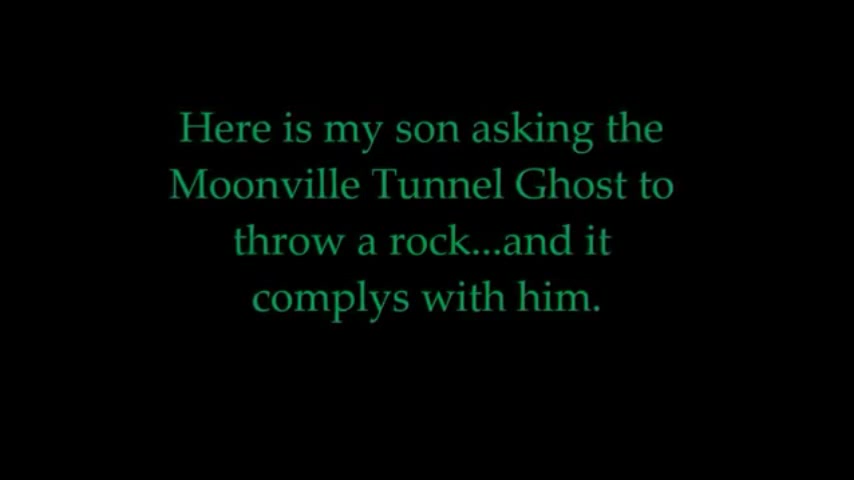 Here is my son asking the
Moonville Tunnel Ghost to
throw a rock...and it
complys with him.